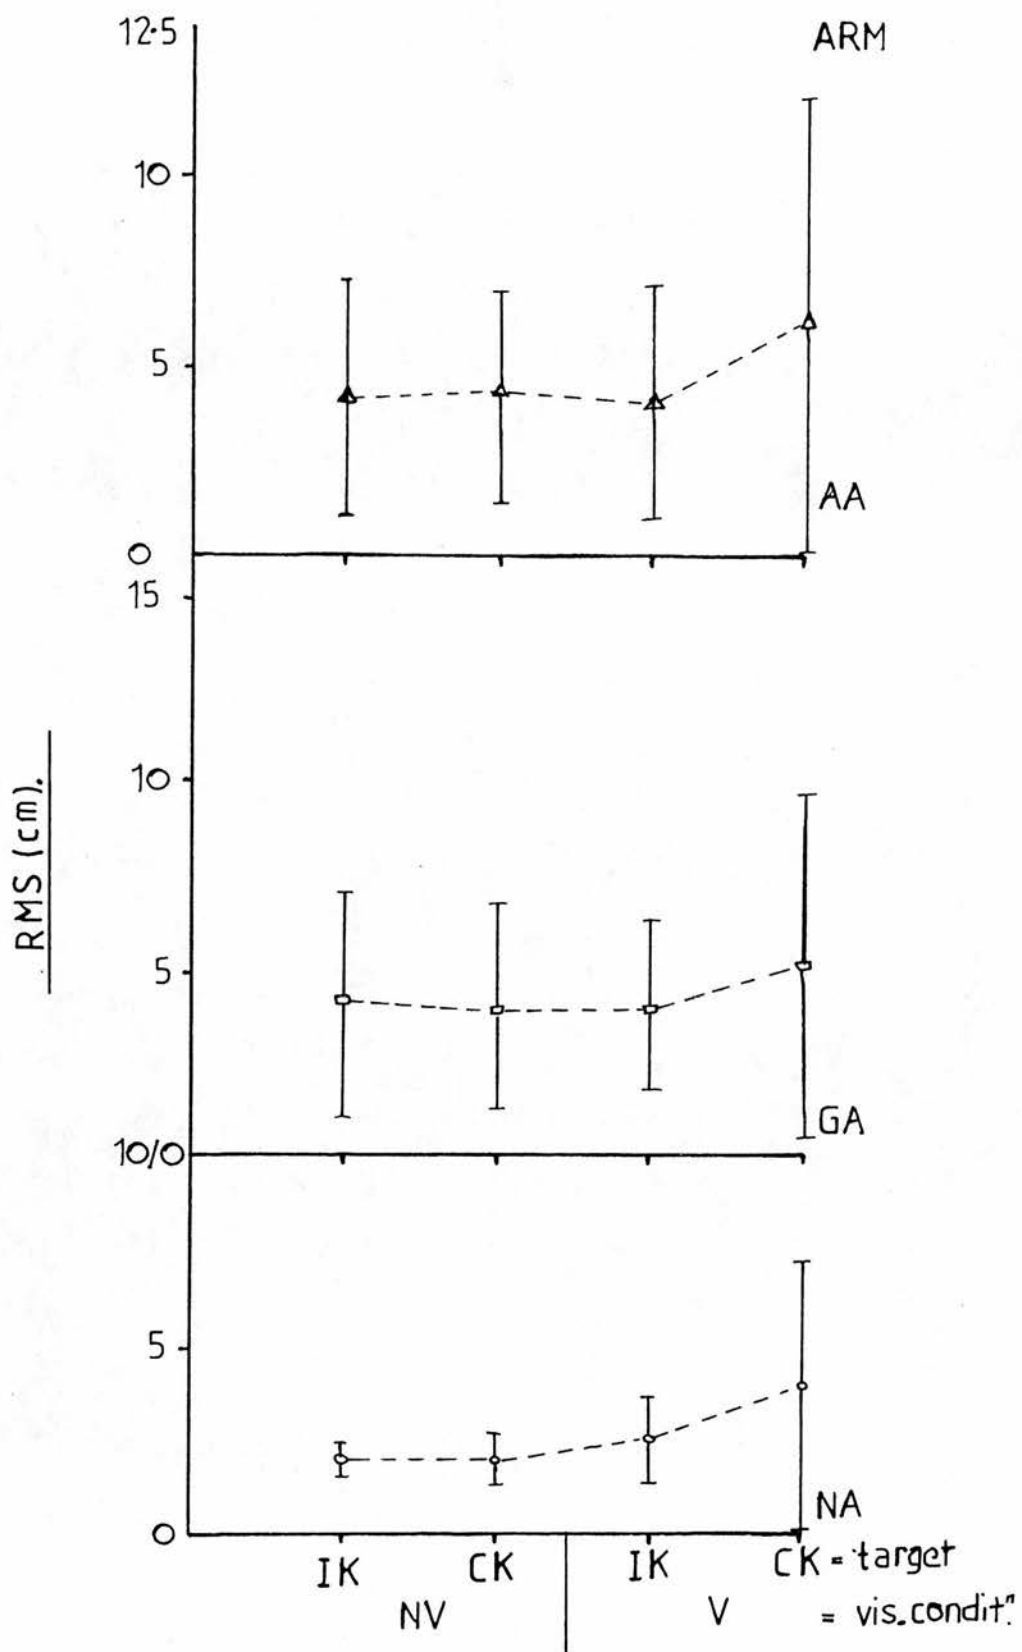 12.5 ARM
10
5
AA
0
15
RMS (cm).
10
5
GA
10/0
5
NA
0
IK CK IK CK = target
NV V = vis. condit.ⁿ